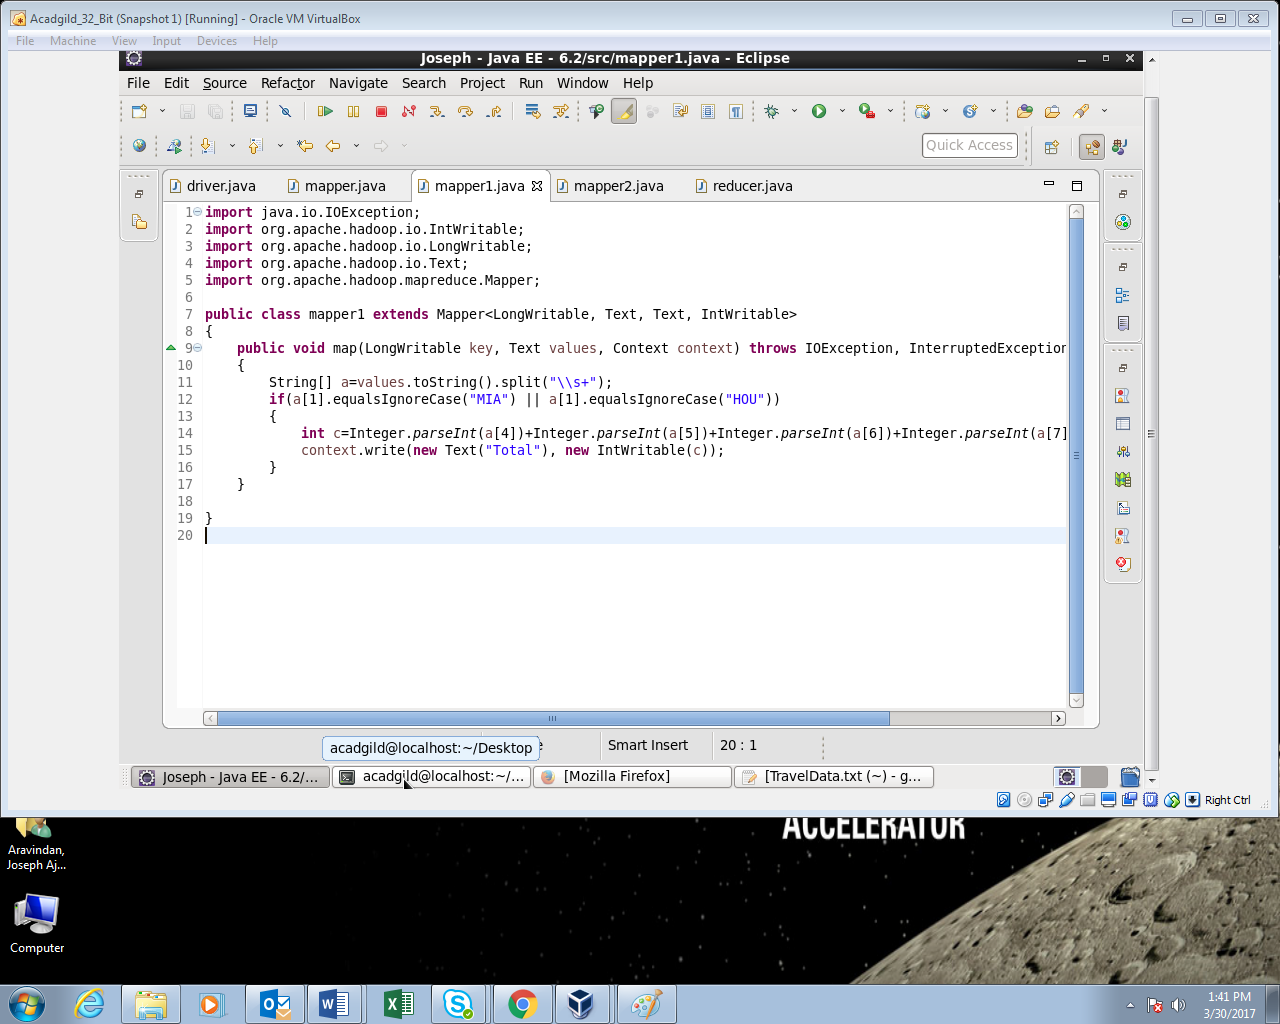 Acadgild_32_Bit (Snapshot 1) [Running] - Oracle VM VirtualBox
File Machine View Input Devices Help
Joseph - Java EE - 6.2/src/mapper1.java - Eclipse
File Edit Source Refactor Navigate Search Project Run Window Help
Quick Access
driver.java mapper.java mapper1.java mapper2.java reducer.java
1 import java.io.IOException;
2 import org.apache.hadoop.io.IntWritable;
3 import org.apache.hadoop.io.LongWritable;
4 import org.apache.hadoop.io.Text;
5 import org.apache.hadoop.mapreduce.Mapper;
6
7 public class mapper1 extends Mapper<LongWritable, Text, Text, IntWritable>
8 {
9 public void map(LongWritable key, Text values, Context context) throws IOException, InterruptedException
10 {
11 String[] a=values.toString().split("\\s+");
12 if(a[1].equalsIgnoreCase("MIA") || a[1].equalsIgnoreCase("HOU"))
13 {
14 int c=Integer.parseInt(a[4])+Integer.parseInt(a[5])+Integer.parseInt(a[6])+Integer.parseInt(a[7]
15 context.write(new Text("Total"), new IntWritable(c));
16 }
17 }
18
19 }
20
acadgild@localhost:~/Desktop
Smart Insert 20 : 1
Joseph - Java EE - 6.2/... acadgild@localhost:~/... [Mozilla Firefox] [TravelData.txt (~) - g...
Right Ctrl
ACCELERATOR
Aravindan,
Joseph Aj...
Computer
1:41 PM
3/30/2017